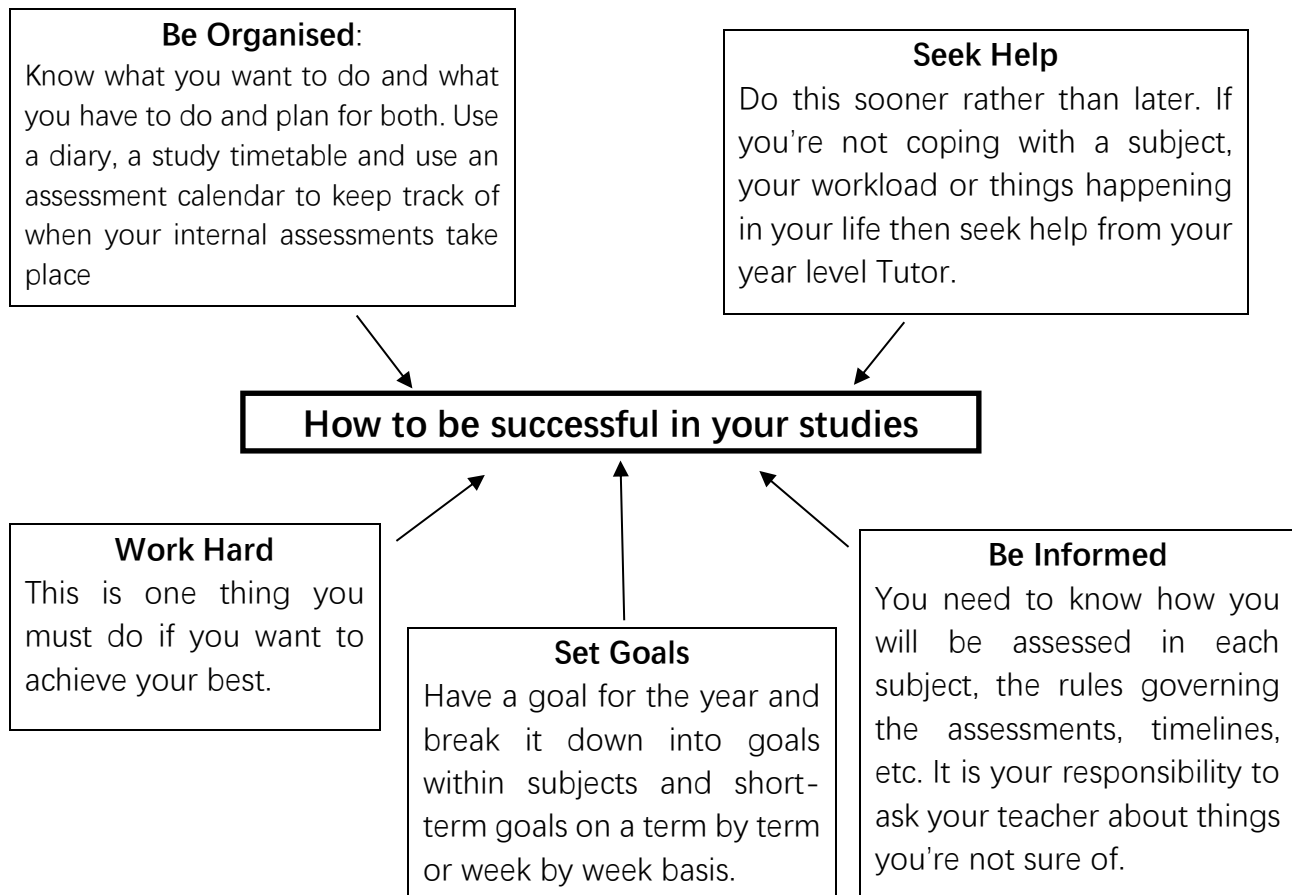 Be Organised:
Know what you want to do and what
you have to do and plan for both. Use
a diary, a study timetable and use an
assessment calendar to keep track of
when your internal assessments take
place
Seek Help
Do this sooner rather than later. If
you're not coping with a subject,
your workload or things happening
in your life then seek help from your
year level Tutor.
How to be successful in your studies
Work Hard
This is one thing you
must do if you want to
achieve your best.
Set Goals
Have a goal for the year and
break it down into goals
within subjects and short-
term goals on a term by term
or week by week basis.
Be Informed
You need to know how you
will be assessed in each
subject, the rules governing
the assessments, timelines,
etc. It is your responsibility to
ask your teacher about things
you're not sure of.